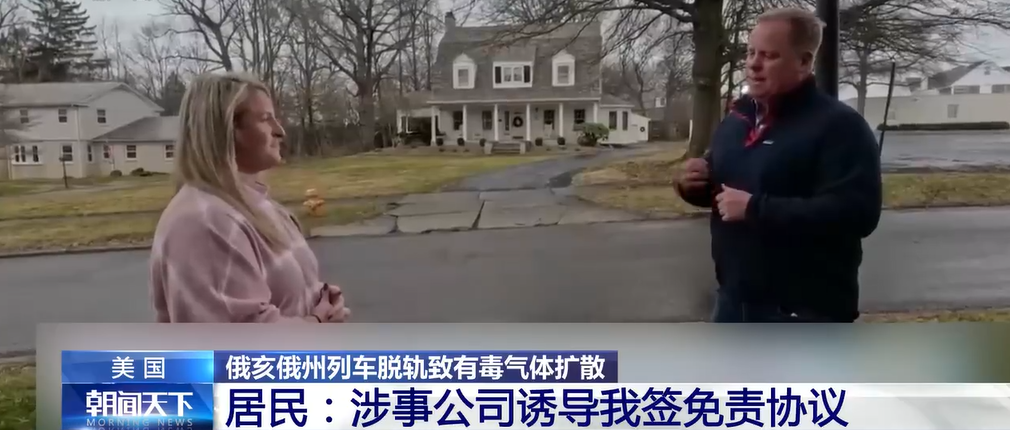 美国
俄亥俄州列车脱轨致有毒气体扩散
朝闻天下
MORNING NEWS
居民：涉事公司诱导我签免责协议